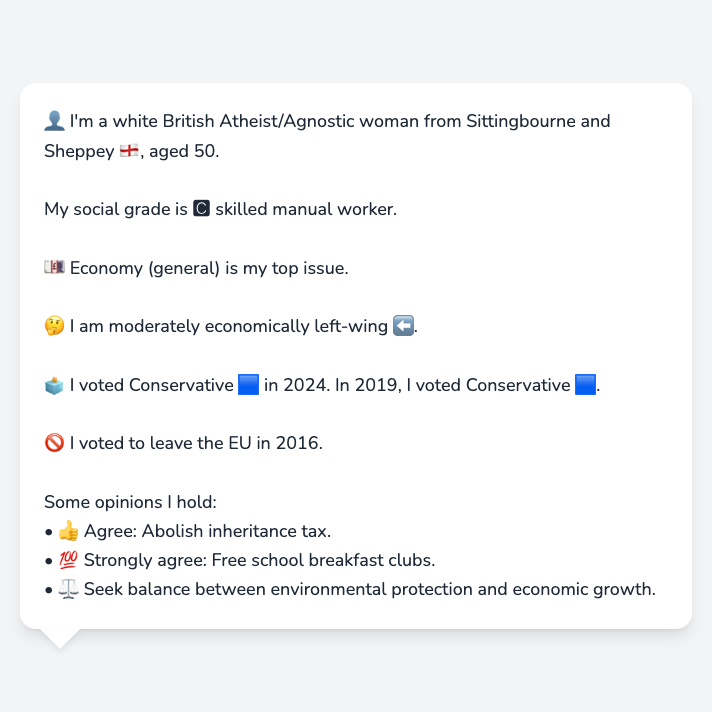 👤 I'm a white British Atheist/Agnostic woman from Sittingbourne and
Sheppey 🏴󠁧󠁢󠁥󠁮󠁧󠁿, aged 50.
My social grade is 🅲 skilled manual worker.
💷 Economy (general) is my top issue.
🤔 I am moderately economically left-wing ⬅️.
🗳️ I voted Conservative 🟦 in 2024. In 2019, I voted Conservative 🟦.
🚫 I voted to leave the EU in 2016.
Some opinions I hold:
• 👍 Agree: Abolish inheritance tax.
• 💯 Strongly agree: Free school breakfast clubs.
• ⚖️ Seek balance between environmental protection and economic growth.